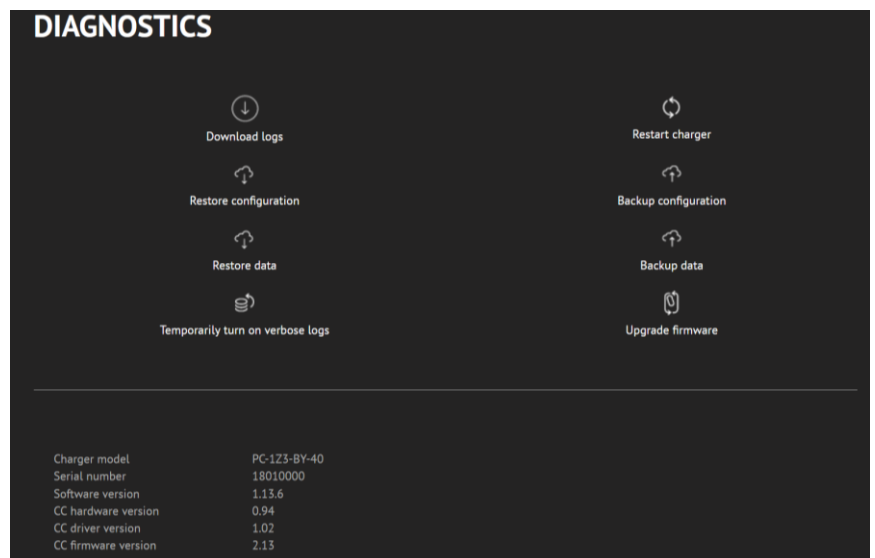 DIAGNOSTICS
Download logs
Restart charger
Restore configuration
Backup configuration
Restore data
Backup data
Temporarily turn on verbose logs
Upgrade firmware
Charger model PC-1Z3-BY-40
Serial number 18010000
Software version 1.13.6
CC hardware version 0.94
CC driver version 1.02
CC firmware version 2.13